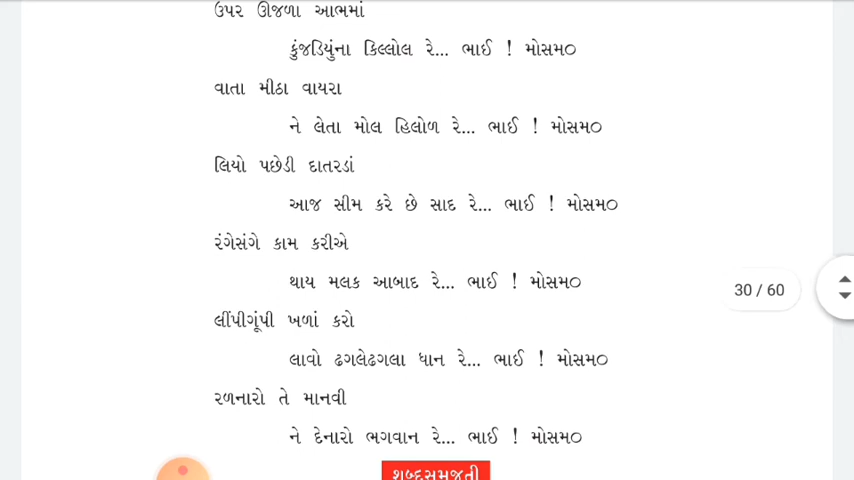 ઉપર ઊજળા આભમાં
કુંજડિયુંના કિલ્લોલ રે... ભાઈ ! મોસમ૦
વાતા મીઠા વાયરા
ને લેતા મોલ હિલોળ રે... ભાઈ ! મોસમ૦
લિયો પછેડી દાતરડાં
આજ સીમ કરે છે સાદ રે... ભાઈ ! મોસમ૦
રંગેસંગે કામ કરીએ
થાય મલક આબાદ રે... ભાઈ ! મોસમ૦
30 / 60
લીંપીગૂંપી ખળાં કરો
લાવો ઢગલેઢગલા ધાન રે... ભાઈ ! મોસમ૦
રળનારો તે માનવી
ને દેનારો ભગવાન રે... ભાઈ ! મોસમ૦
શબ્દસમજૂતી